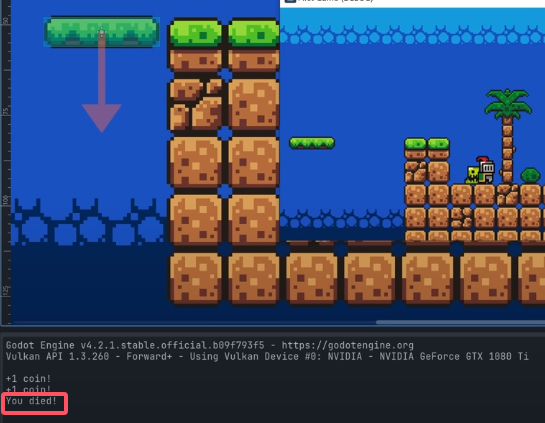 Godot Engine v4.2.1.stable.official.b09f793f5 - https://godotengine.org
Vulkan API 1.3.260 - Forward+ - Using Vulkan Device #0: NVIDIA - NVIDIA GeForce GTX 1080 Ti
+1 coin!
+1 coin!
You died!